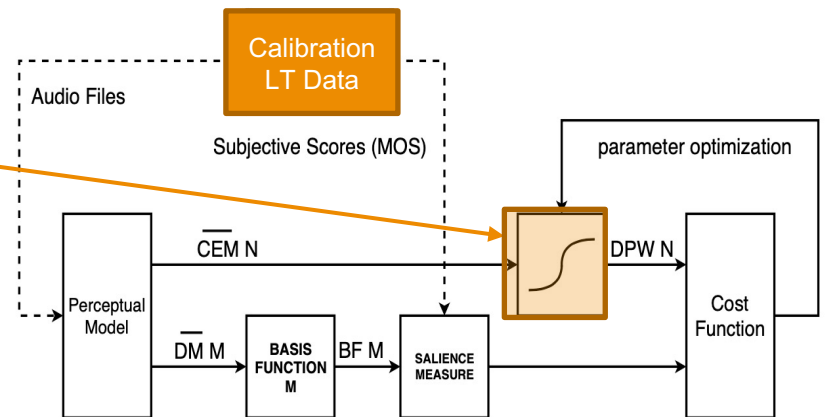 Calibration
LT Data
Audio Files
Subjective Scores (MOS)
parameter optimization
CEM N
DPW N
Perceptual
Model
Cost
Function
DM M
BASIS
FUNCTION
M
BF M
SALIENCE
MEASURE